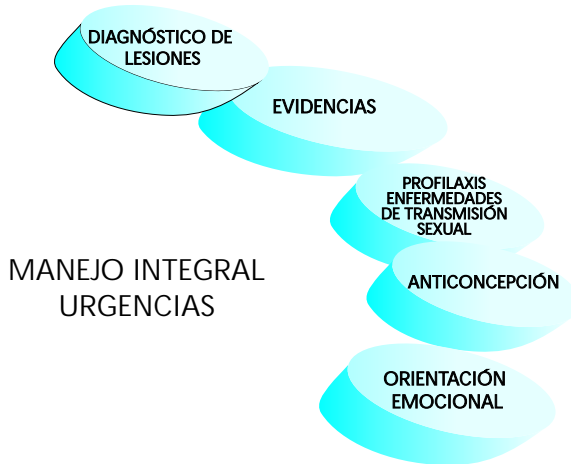 DIAGNÓSTICO DE
LESIONES
EVIDENCIAS
PROFILAXIS
ENFERMEDADES
DE TRANSMISIÓN
SEXUAL
MANEJO INTEGRAL
URGENCIAS
ANTICONCEPCIÓN
ORIENTACIÓN
EMOCIONAL